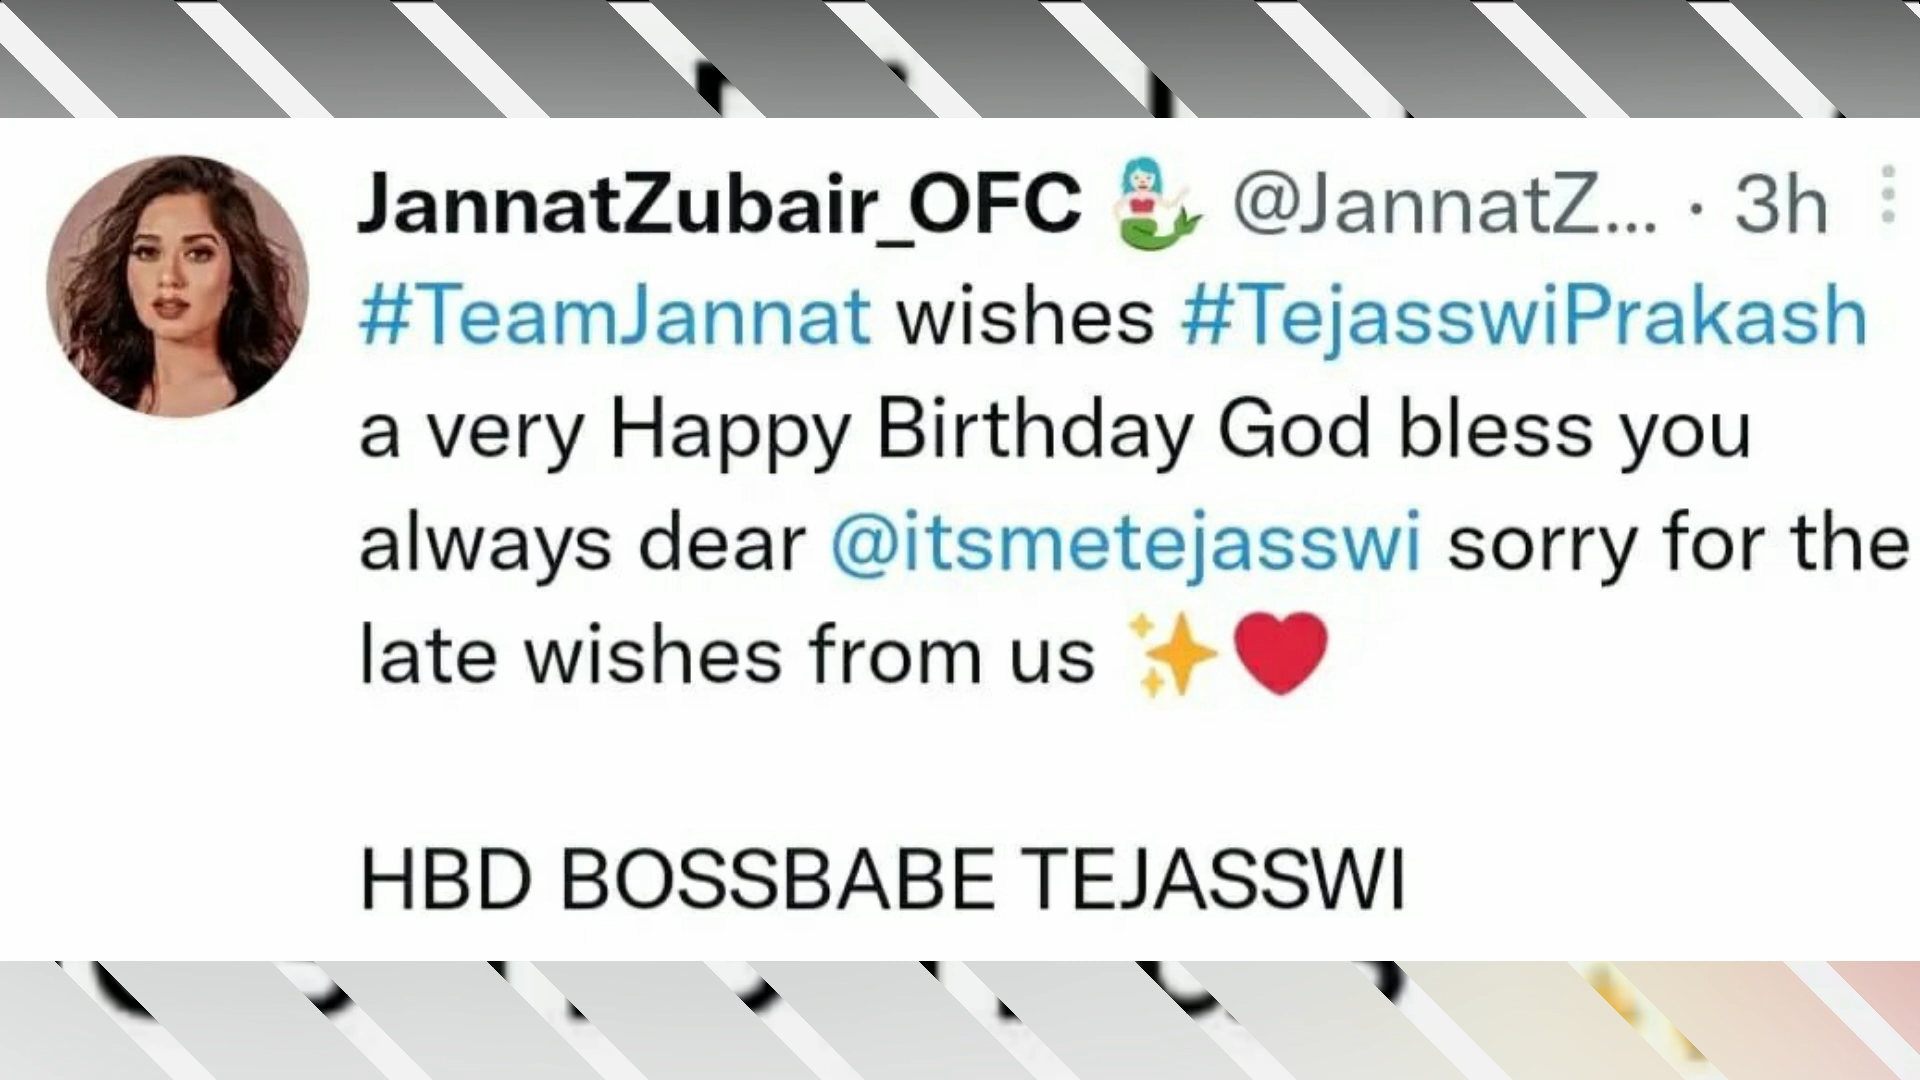 JannatZubair_OFC 🧜‍♀️ @JannatZ... · 3h
#TeamJannat wishes #TejasswiPrakash
a very Happy Birthday God bless you
always dear @itsmetejasswi sorry for the
late wishes from us ✨❤️
HBD BOSSBABE TEJASSWI